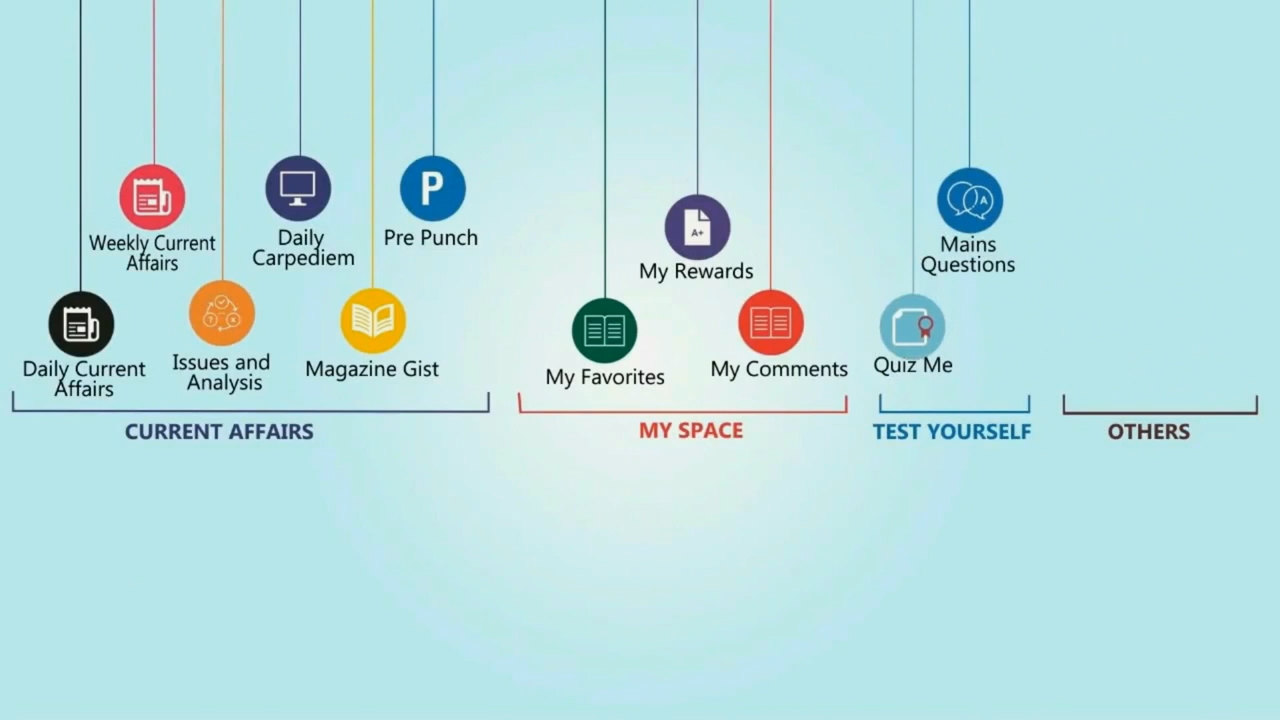 Weekly Current
Affairs
Daily
Carpediem
P
Pre Punch
Daily Current
Affairs
Issues and
Analysis
Magazine Gist
CURRENT AFFAIRS
A+
My Rewards
My Favorites
My Comments
MY SPACE
A
Mains
Questions
Quiz Me
TEST YOURSELF
OTHERS